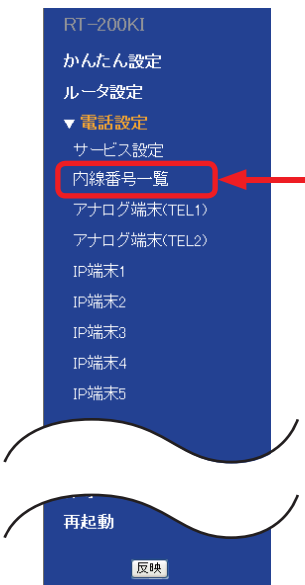 RT-200KI
かんたん設定
ルータ設定
▼電話設定
サービス設定
内線番号一覧
アナログ端末(TEL1)
アナログ端末(TEL2)
IP端末1
IP端末2
IP端末3
IP端末4
IP端末5
再起動
反映